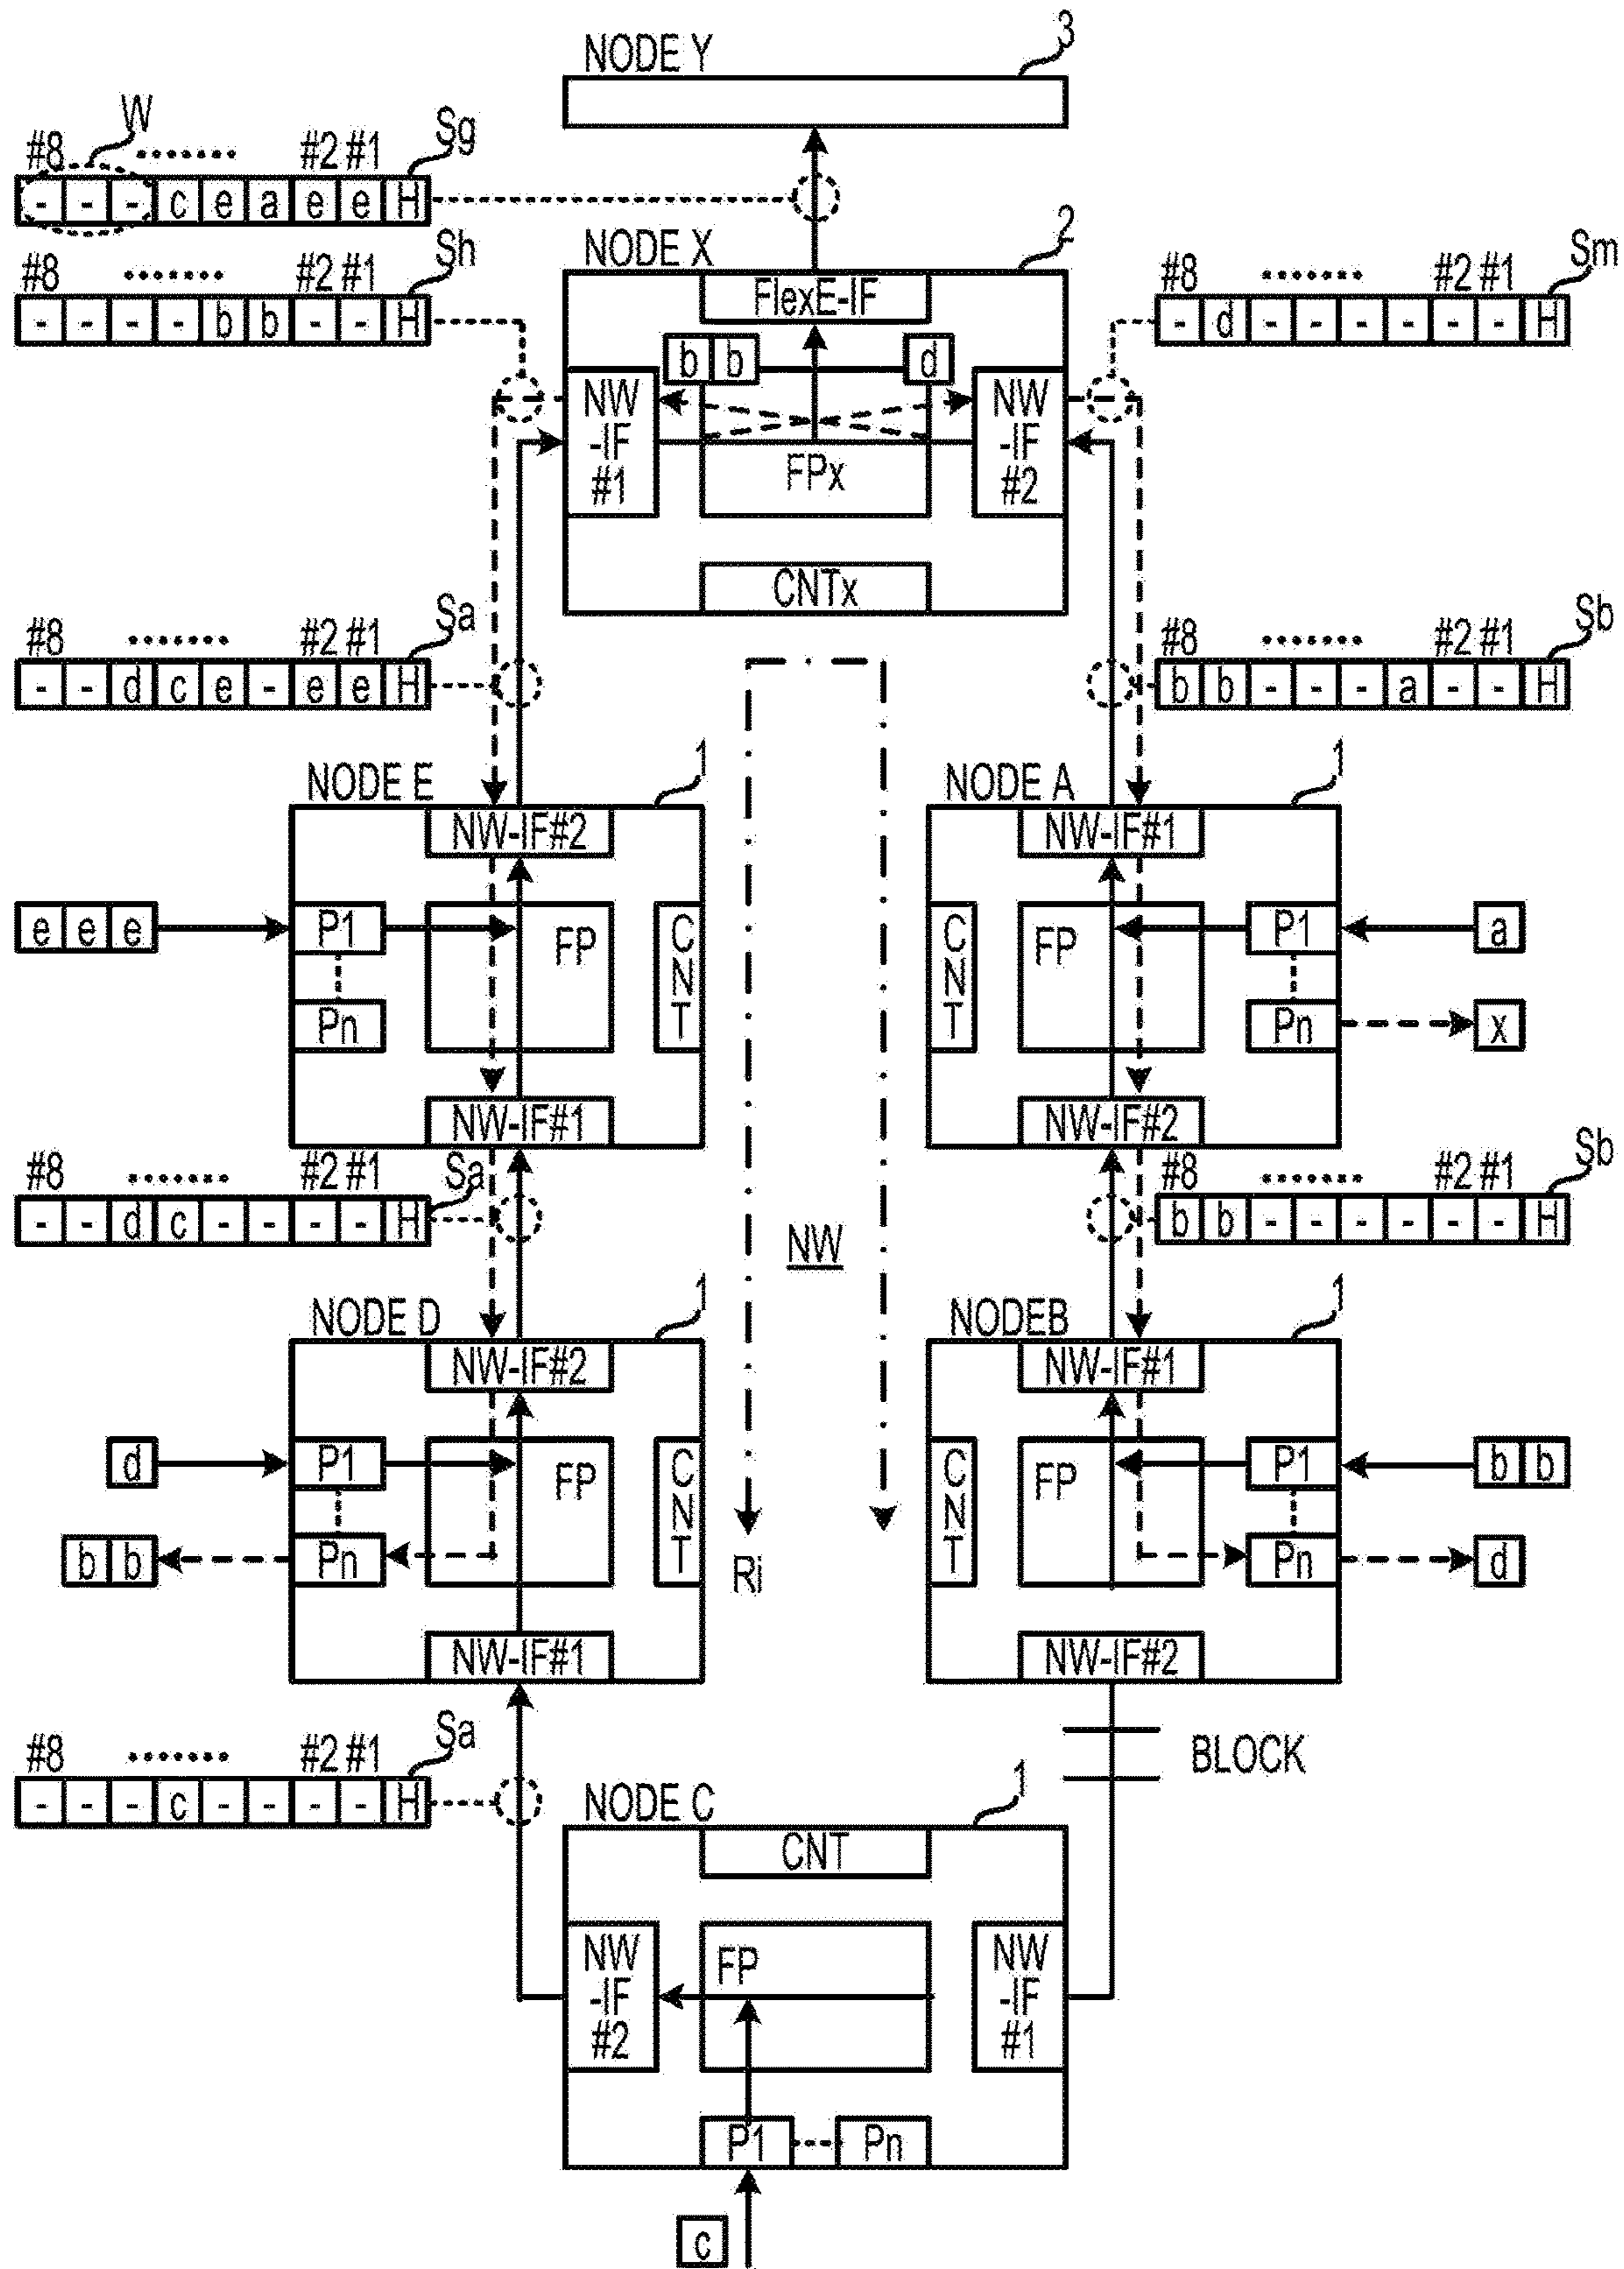 NODE Y 3
W
#8 ....... #2 #1 Sg
- - - c e a e e H
NODE X 2
#8 ....... #2 #1 Sh
- - - - b b - - H
#8 ....... #2 #1 Sm
- d - - - - - - H
FlexE-IF
b b d
NW -IF #1
FPx
NW -IF #2
CNTx
#8 ....... #2 #1 Sa
- - d c e - e e H
#8 ....... #2 #1 Sb
b b - - - a - - H
NODE E 1
NW-IF#2
e e e
P1
FP
CNT
Pn
NW-IF#1
NODE A 1
NW-IF#1
CNT
FP
P1
a
Pn
x
NW-IF#2
#8 ....... #2 #1 Sa
- - d c - - - - H
NW
#8 ....... #2 #1 Sb
b b - - - - - - H
NODE D 1
NW-IF#2
d
P1
FP
CNT
b b
Pn
NW-IF#1
Ri
NODEB 1
NW-IF#1
CNT
FP
P1
b b
Pn
d
NW-IF#2
#8 ....... #2 #1 Sa
- - - c - - - - H
BLOCK
NODE C 1
CNT
NW -IF #2
FP
NW -IF #1
P1 Pn
c